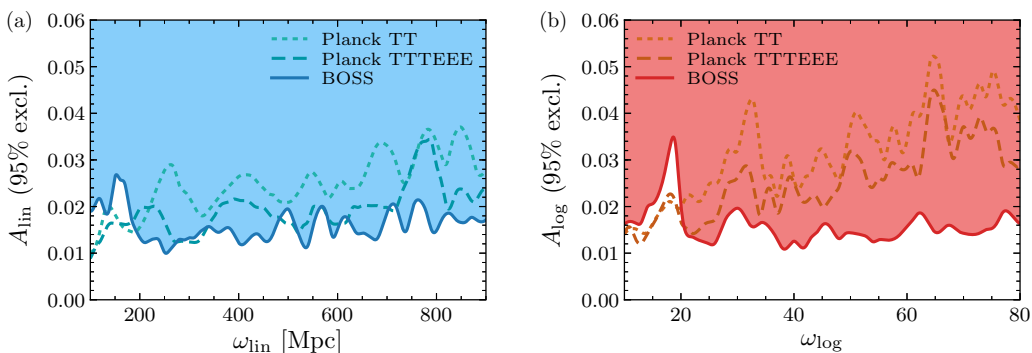 (a)
0.06
0.05
0.04
0.03
0.02
0.01
0.00
A_lin (95% excl.)
Planck TT
Planck TTTEEE
BOSS
200 400 600 800
ω_lin [Mpc]
(b)
0.06
0.05
0.04
0.03
0.02
0.01
0.00
A_log (95% excl.)
Planck TT
Planck TTTEEE
BOSS
20 40 60 80
ω_log